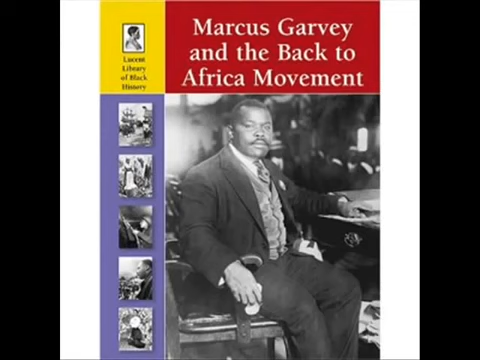 Marcus Garvey
and the Back to
Africa Movement
Lucent
Library
of Black
History